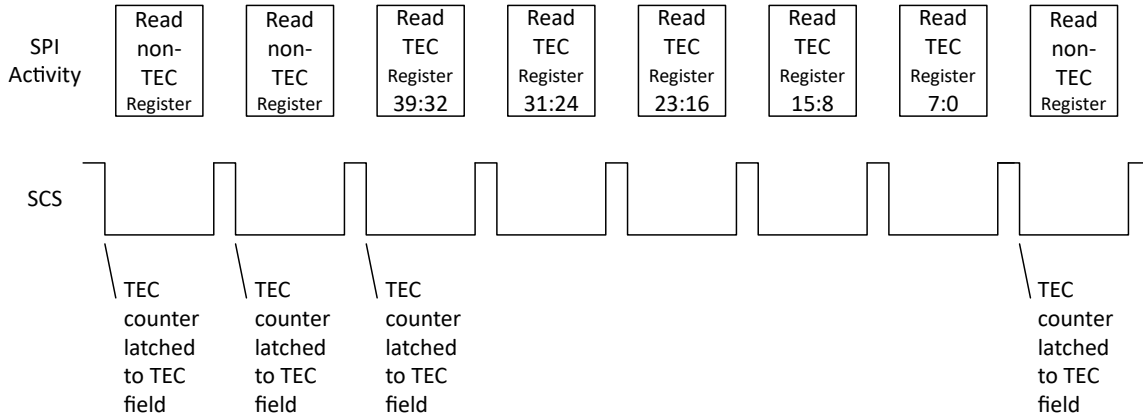 SPI
Activity
Read
non-
TEC
Register
Read
non-
TEC
Register
Read
TEC
Register
39:32
Read
TEC
Register
31:24
Read
TEC
Register
23:16
Read
TEC
Register
15:8
Read
TEC
Register
7:0
Read
non-
TEC
Register
SCS
TEC
counter
latched
to TEC
field
TEC
counter
latched
to TEC
field
TEC
counter
latched
to TEC
field
TEC
counter
latched
to TEC
field